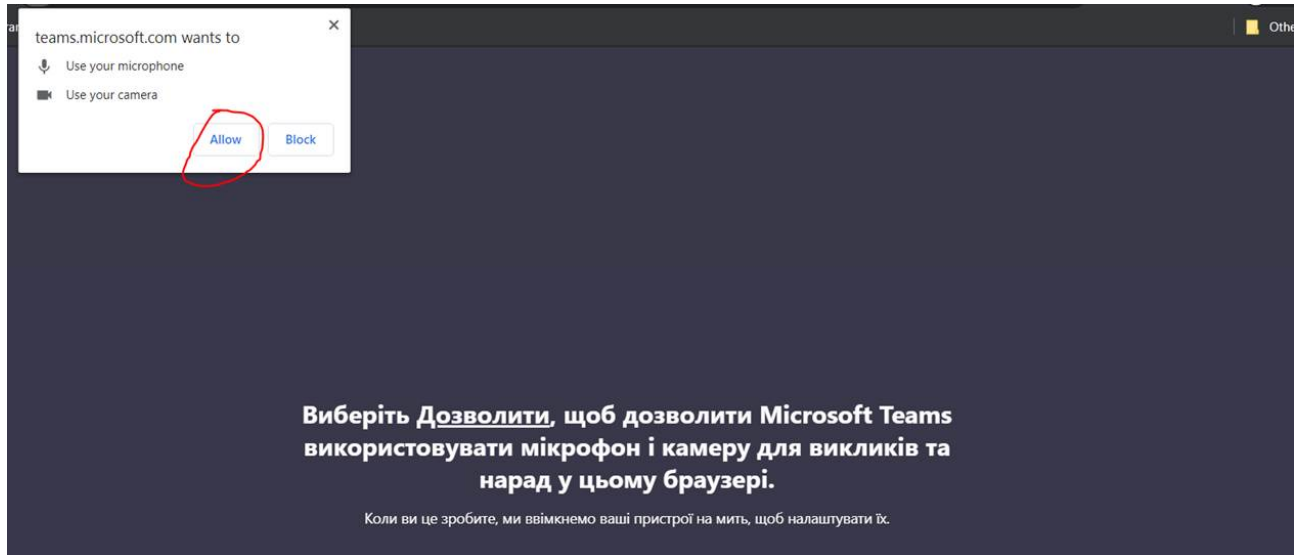 teams.microsoft.com wants to
Use your microphone
Use your camera
Allow
Block
Виберіть Дозволити, щоб дозволити Microsoft Teams
використовувати мікрофон і камеру для викликів та
нарад у цьому браузері.
Коли ви це зробите, ми ввімкнемо ваші пристрої на мить, щоб налаштувати їх.